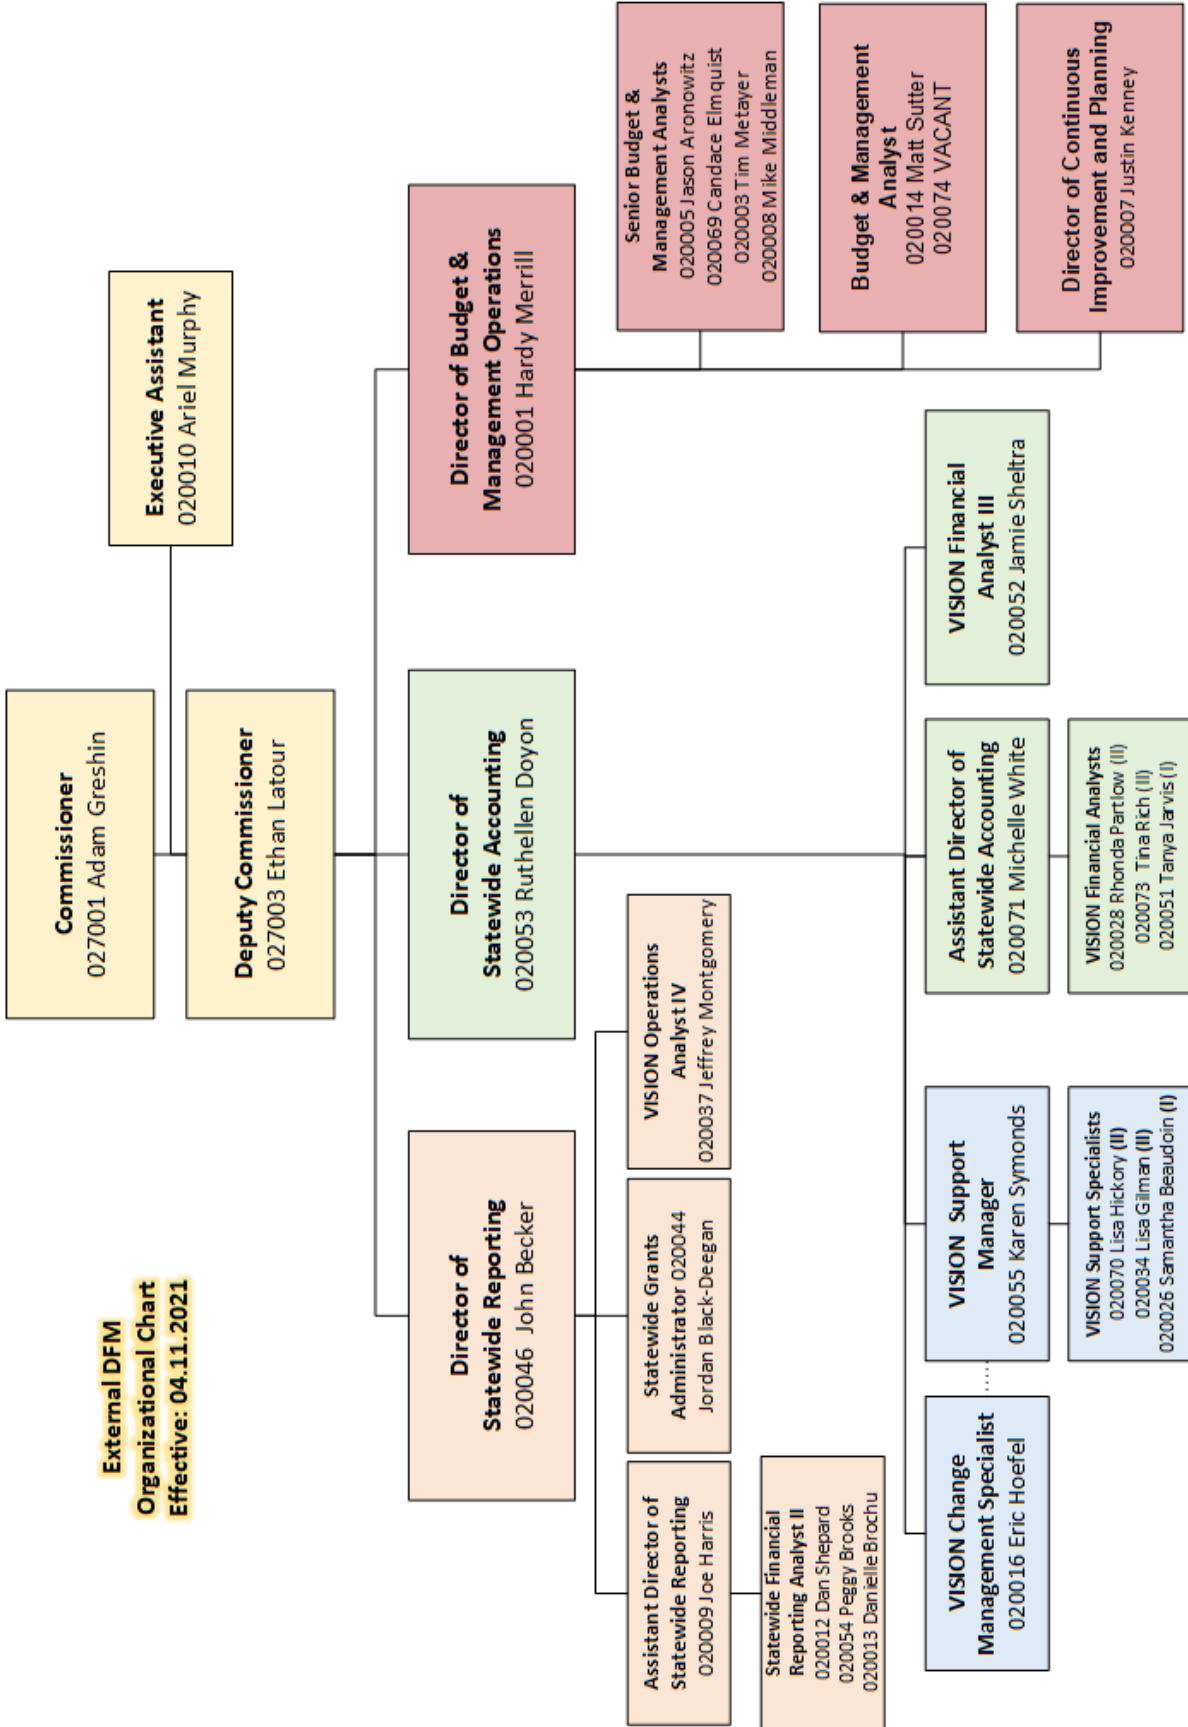 External DFM
Organizational Chart
Effective: 04.11.2021
Commissioner
027001 Adam Greshin
Executive Assistant
020010 Ariel Murphy
Deputy Commissioner
027003 Ethan Latour
Director of
Statewide Reporting
020046 John Becker
Director of
Statewide Accounting
020053 Ruthellen Doyon
Director of Budget &
Management Operations
020001 Hardy Merrill
Assistant Director of
Statewide Reporting
020009 Joe Harris
Statewide Grants
Administrator 020044
Jordan Black-Deegan
VISION Operations
Analyst IV
020037 Jeffrey Montgomery
Statewide Financial
Reporting Analyst II
020012 Dan Shepard
020054 Peggy Brooks
020013 Danielle Brochu
Senior Budget &
Management Analysts
020005 Jason Aronowitz
020069 Candace Elmquist
020003 Tim Metayer
020008 Mike Middleman
Budget & Management
Analyst
020014 Matt Sutter
020074 VACANT
Director of Continuous
Improvement and Planning
020007 Justin Kenney
VISION Change
Management Specialist
020016 Eric Hoefel
VISION Support
Manager
020055 Karen Symonds
Assistant Director of
Statewide Accounting
020071 Michelle White
VISION Financial
Analyst III
020052 Jamie Sheltra
VISION Support Specialists
020070 Lisa Hickory (II)
020034 Lisa Gilman (II)
020026 Samantha Beaudoin (I)
VISION Financial Analysts
020028 Rhonda Partlow (II)
020073 Tina Rich (II)
020051 Tanya Jarvis (I)